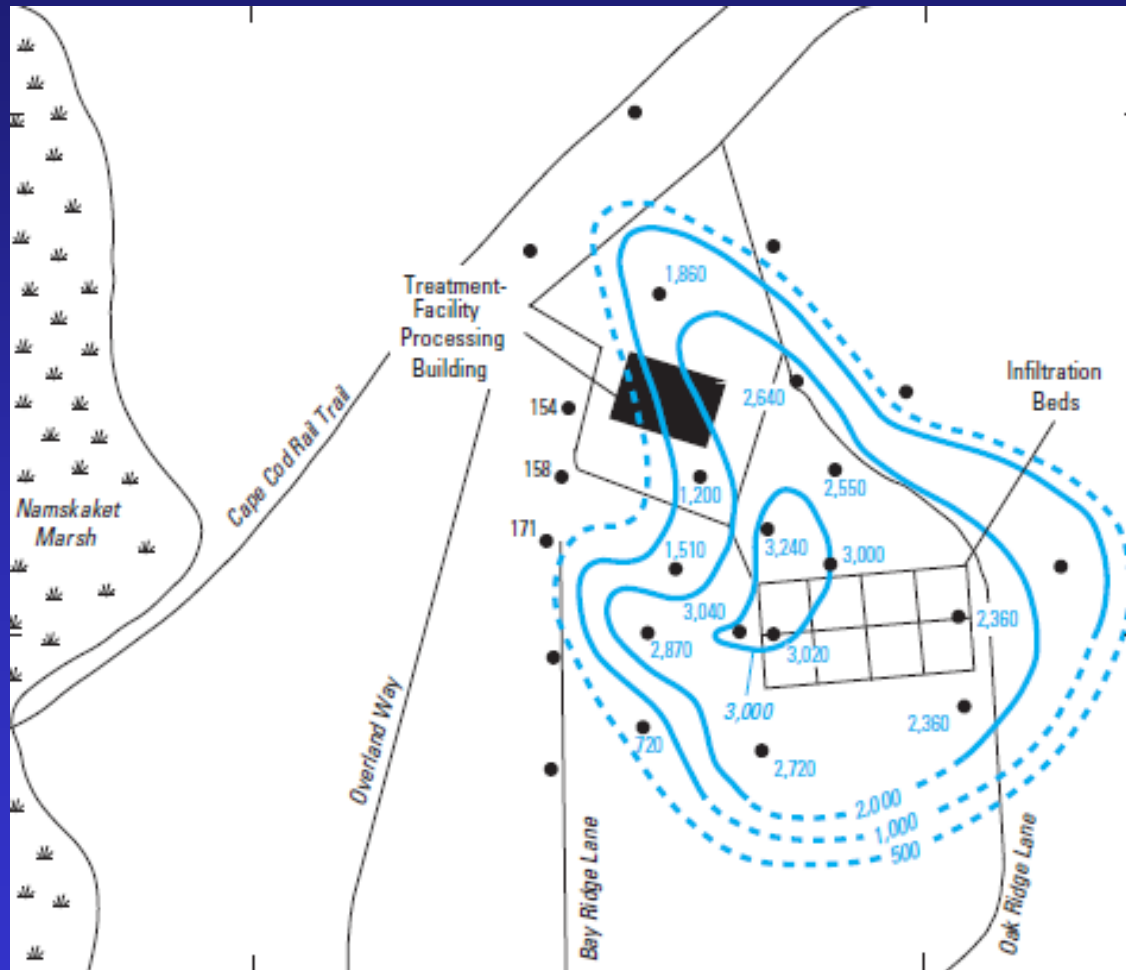 1,860
Treatment-
Facility
Processing
Building
Infiltration
Beds
2,640
154
Cape Cod Rail Trail
158
2,550
1,200
Namskaket
Marsh
171
3,240
3,000
1,510
3,040
2,360
2,870
3,020
3,000
2,360
720
2,720
Overland Way
2,000
1,000
500
Bay Ridge Lane
Oak Ridge Lane